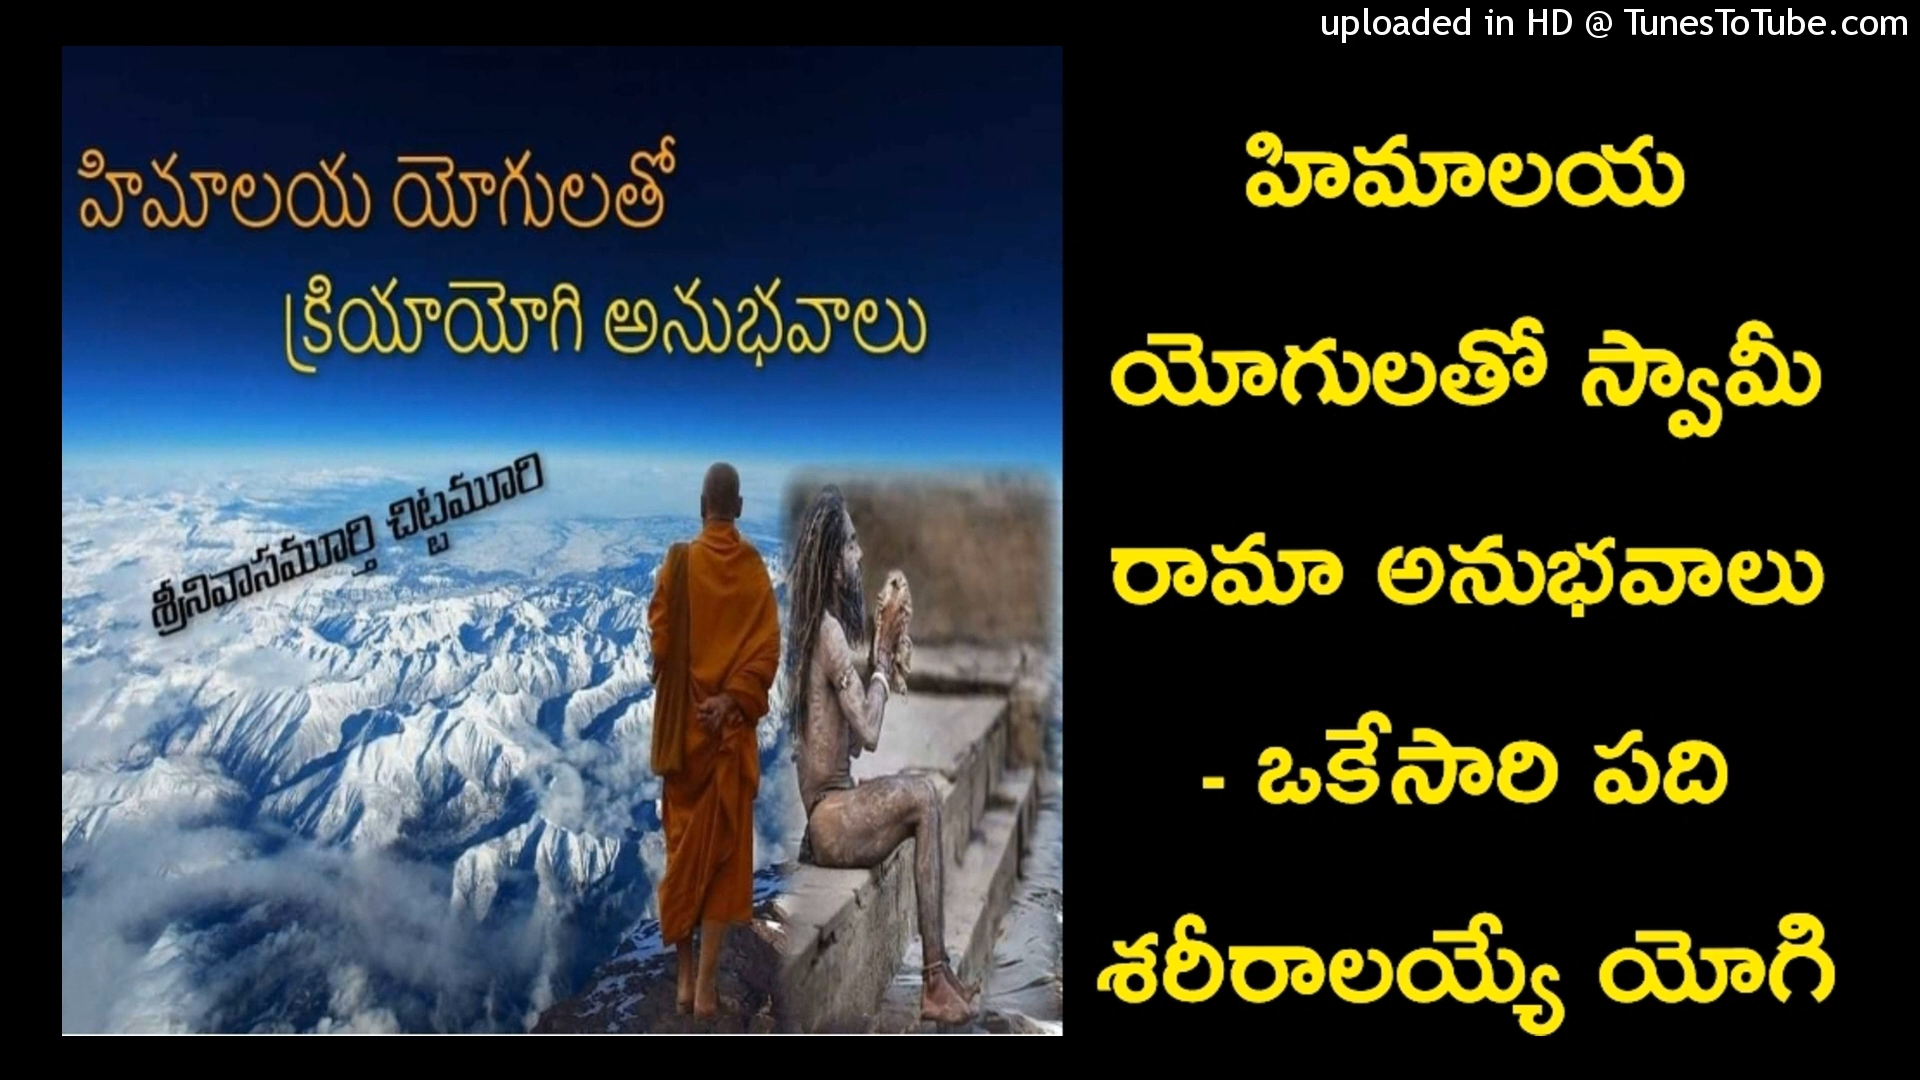 uploaded in HD @ TunesToTube.com
హిమాలయ యోగులతో
క్రియాయోగి అనుభవాలు
శ్రీనివాసమూర్తి చిట్టమూరి
హిమాలయ
యోగులతో స్వామీ
రామా అనుభవాలు
- ఒకేసారి పది
శరీరాలయ్యే యోగి